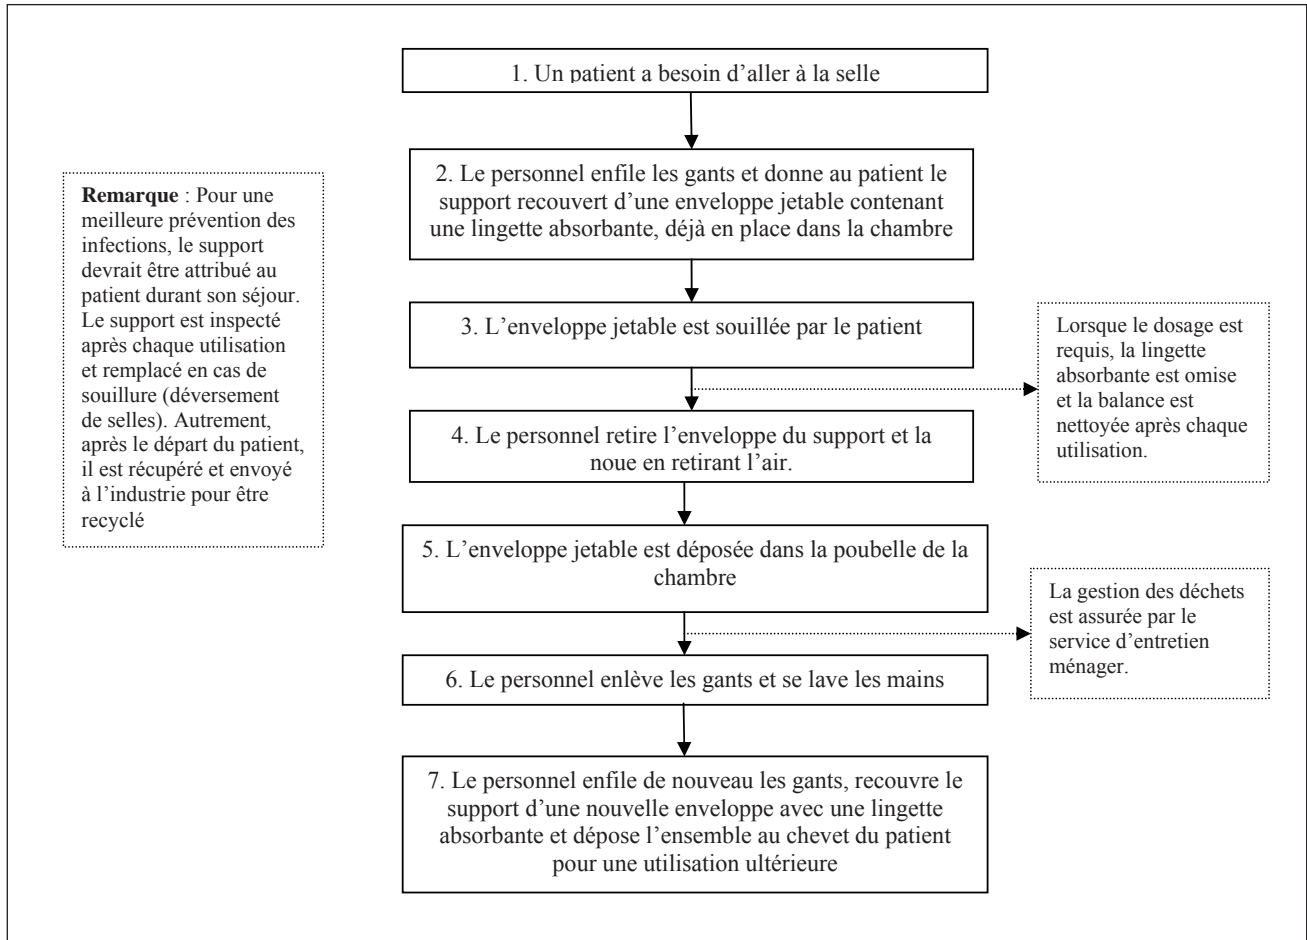 1. Un patient a besoin d'aller à la selle
2. Le personnel enfile les gants et donne au patient le
support recouvert d'une enveloppe jetable contenant
une lingette absorbante, déjà en place dans la chambre
Remarque : Pour une
meilleure prévention des
infections, le support
devrait être attribué au
patient durant son séjour.
Le support est inspecté
après chaque utilisation
et remplacé en cas de
souillure (déversement
de selles). Autrement,
après le départ du patient,
il est récupéré et envoyé
à l'industrie pour être
recyclé
3. L'enveloppe jetable est souillée par le patient
Lorsque le dosage est
requis, la lingette
absorbante est omise
et la balance est
nettoyée après chaque
utilisation.
4. Le personnel retire l'enveloppe du support et la
noue en retirant l'air.
5. L'enveloppe jetable est déposée dans la poubelle de la
chambre
La gestion des déchets
est assurée par le
service d'entretien
ménager.
6. Le personnel enlève les gants et se lave les mains
7. Le personnel enfile de nouveau les gants, recouvre le
support d'une nouvelle enveloppe avec une lingette
absorbante et dépose l'ensemble au chevet du patient
pour une utilisation ultérieure